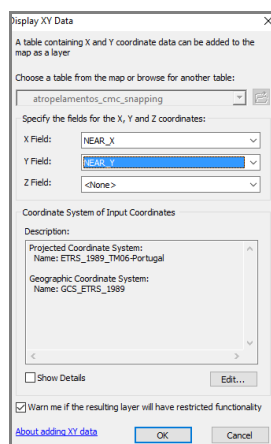 Display XY Data
A table containing X and Y coordinate data can be added to the
map as a layer
Choose a table from the map or browse for another table:
atropelamentos_cmc_snapping
Specify the fields for the X, Y and Z coordinates:
X Field: NEAR_X
Y Field: NEAR_Y
Z Field: <None>
Coordinate System of Input Coordinates
Description:
Projected Coordinate System:
Name: ETRS_1989_TM06-Portugal
Geographic Coordinate System:
Name: GCS_ETRS_1989
Show Details
Edit...
Warn me if the resulting layer will have restricted functionality
About adding XY data
OK
Cancel